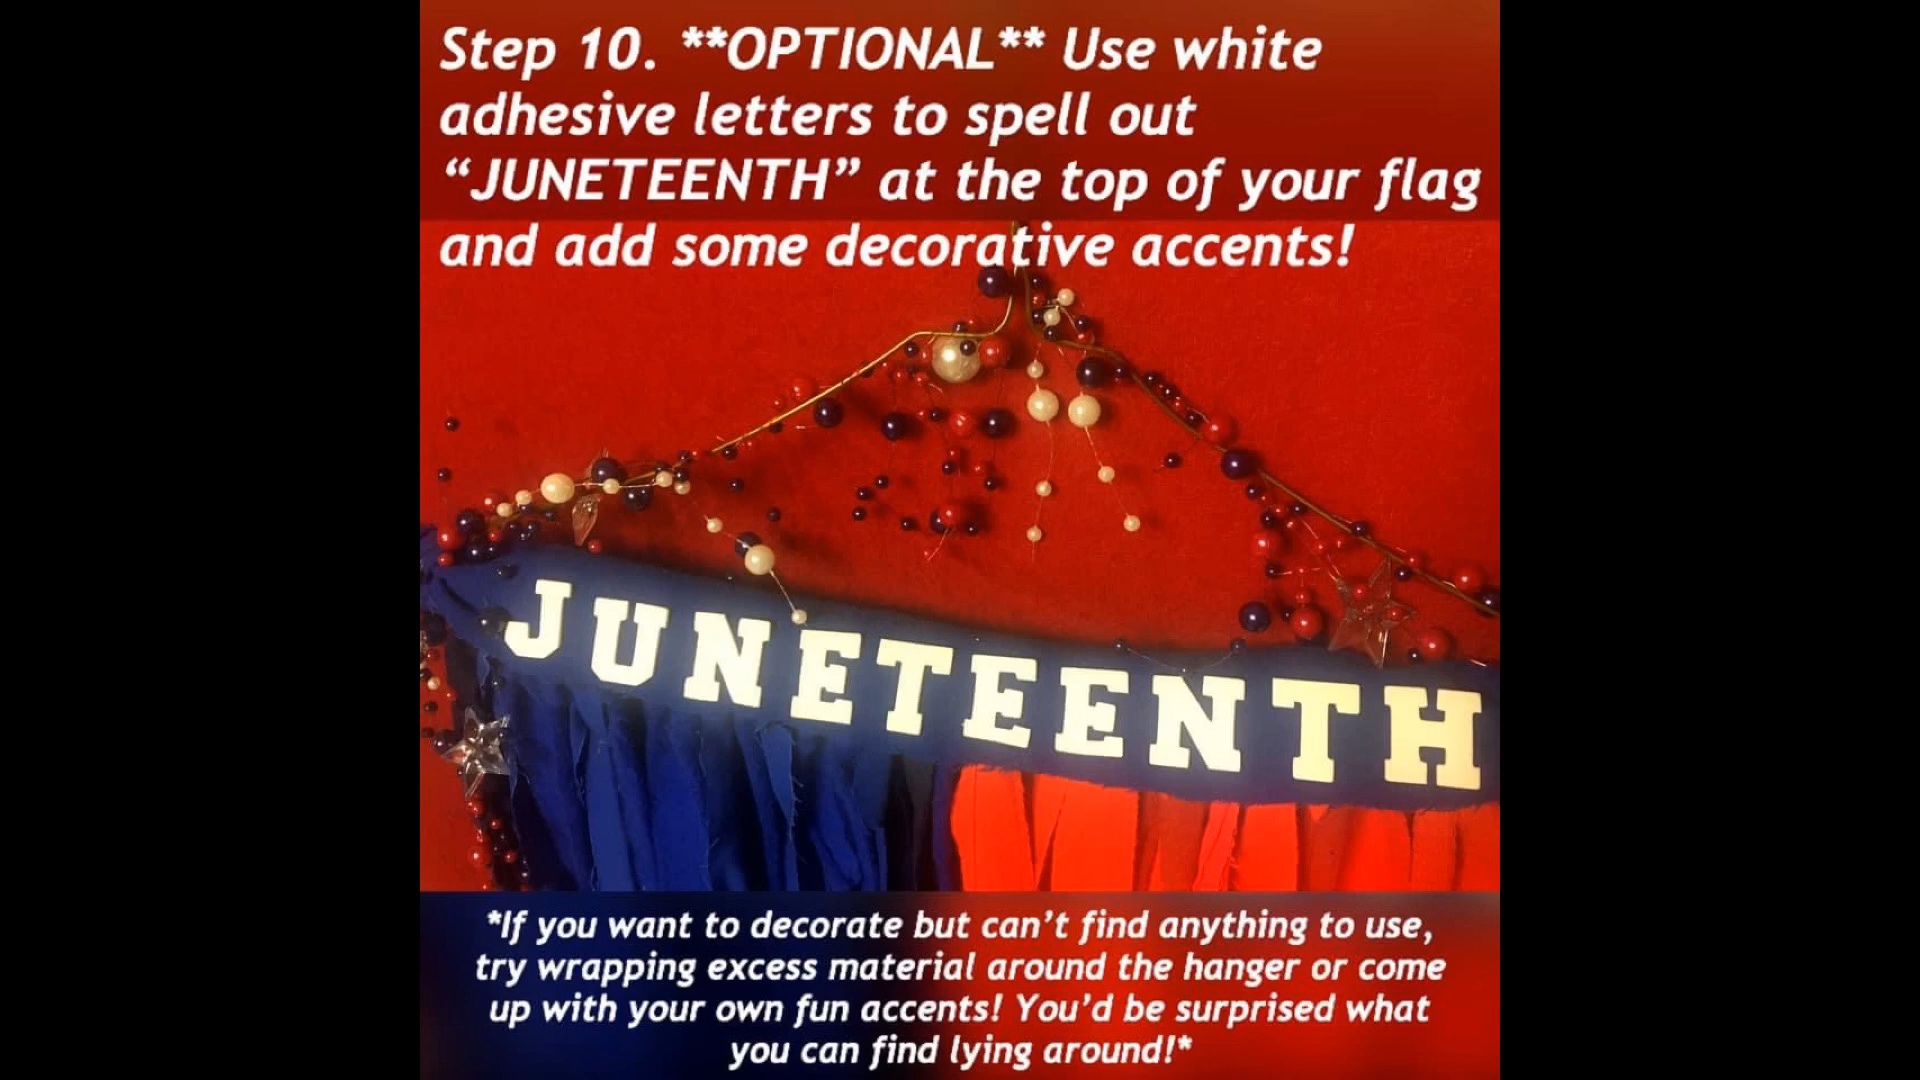 Step 10. **OPTIONAL** Use white
adhesive letters to spell out
“JUNETEENTH” at the top of your flag
and add some decorative accents!
JUNETEENTH
*If you want to decorate but can’t find anything to use,
try wrapping excess material around the hanger or come
up with your own fun accents! You’d be surprised what
you can find lying around!*